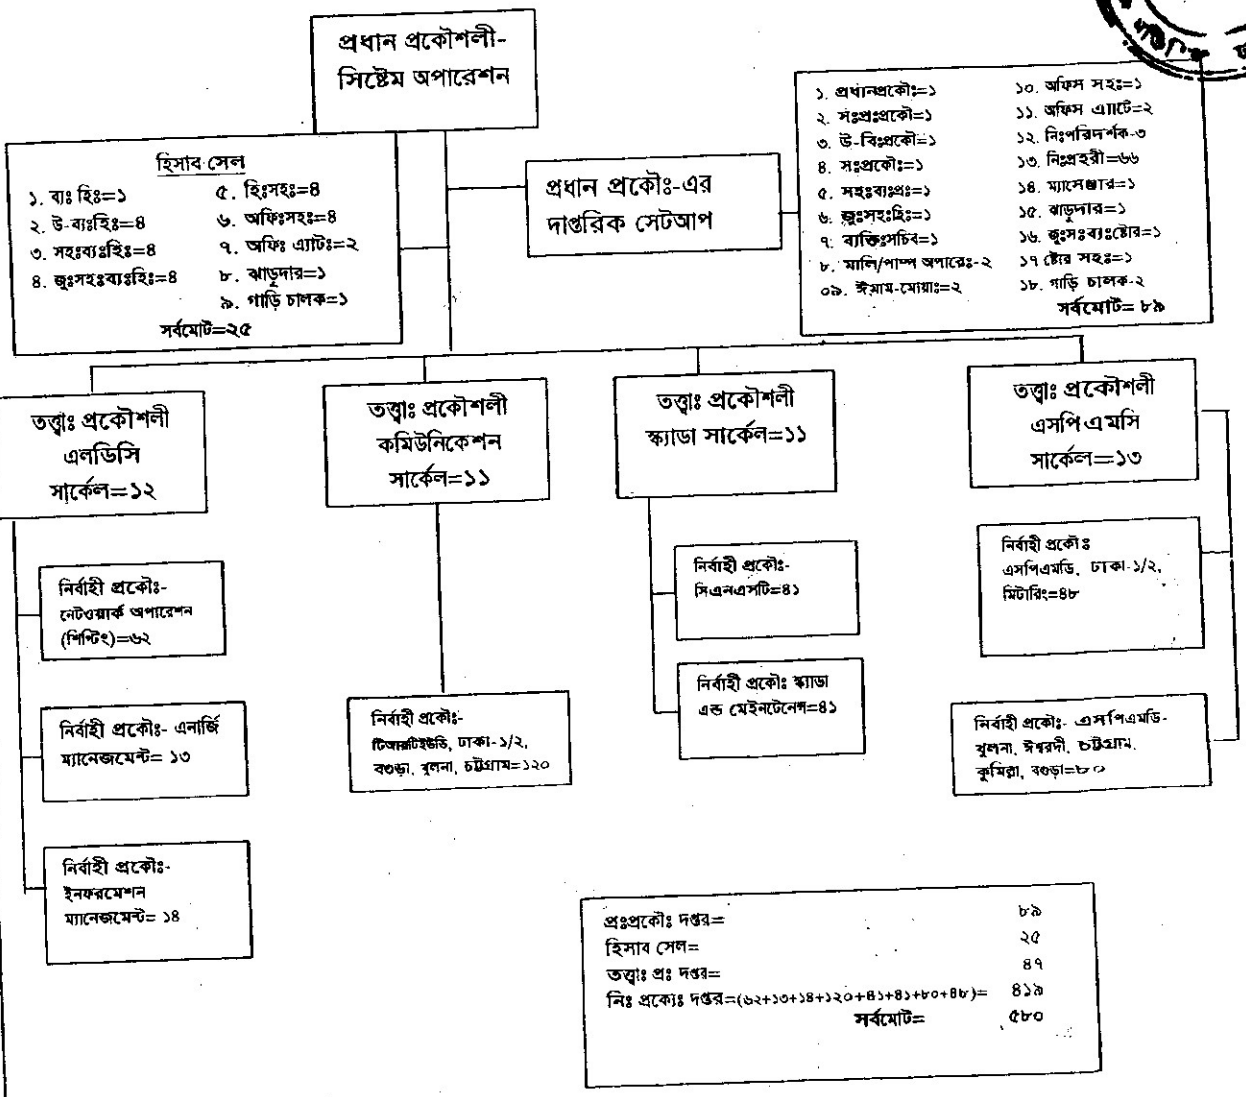 প্রধান প্রকৌশলী-
সিষ্টেম অপারেশন
হিসাব সেল
১. ব্যঃ হিঃ=১
২. উ-ব্যঃহিঃ=৪
৩. সহঃব্যঃহিঃ=৪
৪. জুঃসহঃব্যঃহিঃ=৪
৫. হিঃসহঃ=৪
৬. অফিঃসহঃ=৪
৭. অফিঃ এ্যাটঃ=২
৮. ঝাড়ুদার=১
৯. গাড়ি চালক=১
সর্বমোট=২৫
প্রধান প্রকৌঃ-এর
দাপ্তরিক সেটআপ
১. প্রধানপ্রকৌঃ=১
২. সঃপ্রঃপ্রকৌ=১
৩. উ-বিঃপ্রকৌ=১
৪. সঃপ্রকৌঃ=১
৫. সহঃব্যঃপ্রঃ=১
৬. জুঃসহঃহিঃ=১
৭. ব্যক্তিঃসচিব=১
৮. মালি/পাম্প অপারেঃ-২
০৯. ঈমাম-মোয়াঃ=২
১০. অফিস সহঃ=১
১১. অফিস এ্যাটে=২
১২. নিঃপরিদর্শক-৩
১৩. নিঃপ্রহরী=৬৬
১৪. ম্যাসেঞ্জার=১
১৫. ঝাড়ুদার=১
১৬. জুঃসঃব্যঃষ্টোর=১
১৭ ষ্টোর সহঃ=১
১৮. গাড়ি চালক-২
সর্বমোট= ৮৯
তত্ত্বাঃ প্রকৌশলী
এলডিসি
সার্কেল=১২
তত্ত্বাঃ প্রকৌশলী
কমিউনিকেশন
সার্কেল=১১
তত্ত্বাঃ প্রকৌশলী
স্ক্যাডা সার্কেল=১১
তত্ত্বাঃ প্রকৌশলী
এসপিএমসি
সার্কেল=১৩
নির্বাহী প্রকৌঃ-
নেটওয়ার্ক অপারেশন
(শিপ্টিং)=৬২
নির্বাহী প্রকৌঃ- এনার্জি
ম্যানেজমেন্ট= ১৩
নির্বাহী প্রকৌঃ-
ইনফরমেশন
ম্যানেজমেন্ট= ১৪
নির্বাহী প্রকৌঃ-
টিআরটিইউডি, ঢাকা-১/২,
বগুড়া, খুলনা, চট্টগ্রাম=১২০
নির্বাহী প্রকৌঃ-
সিএনএসটি=৪১
নির্বাহী প্রকৌঃ স্ক্যাডা
এন্ড মেইনটেনেন্স=৪১
নির্বাহী প্রকৌঃ
এসপিএমডি, ঢাকা-১/২,
মিটারিং=৪৮
নির্বাহী প্রকৌঃ- এসপিএমডি-
খুলনা, ঈশ্বরদী, চট্টগ্রাম,
কুমিল্লা, বগুড়া=৮০
প্রঃপ্রকৌঃ দপ্তর= ৮৯
হিসাব সেল= ২৫
তত্ত্বাঃ প্রঃ দপ্তর= ৪৭
নিঃ প্রকোঃ দপ্তর=(৬২+১৩+১৪+১২০+৪১+৪১+৮০+৪৮)= ৪১৯
সর্বমোট= ৫৮০